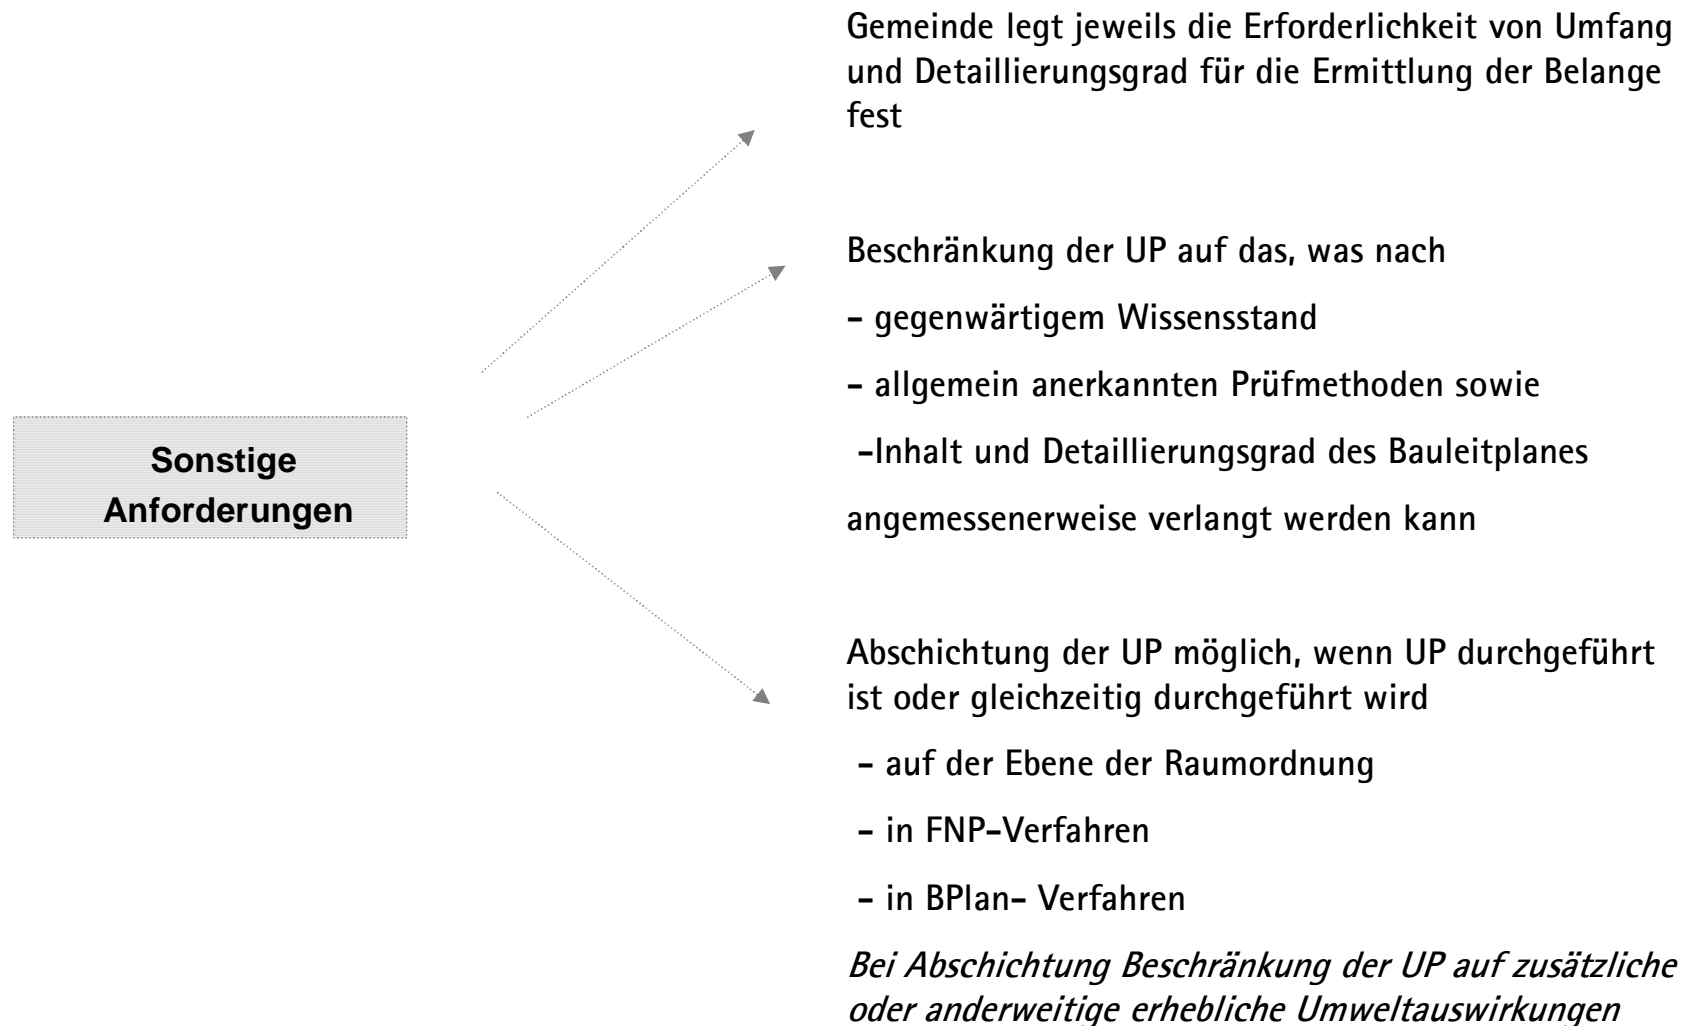 Gemeinde legt jeweils die Erforderlichkeit von Umfang
und Detaillierungsgrad für die Ermittlung der Belange
fest
Beschränkung der UP auf das, was nach
- gegenwärtigem Wissensstand
- allgemein anerkannten Prüfmethoden sowie
-Inhalt und Detaillierungsgrad des Bauleitplanes
angemessenerweise verlangt werden kann
Sonstige
Anforderungen
Abschichtung der UP möglich, wenn UP durchgeführt
ist oder gleichzeitig durchgeführt wird
- auf der Ebene der Raumordnung
- in FNP-Verfahren
- in BPlan- Verfahren
Bei Abschichtung Beschränkung der UP auf zusätzliche
oder anderweitige erhebliche Umweltauswirkungen